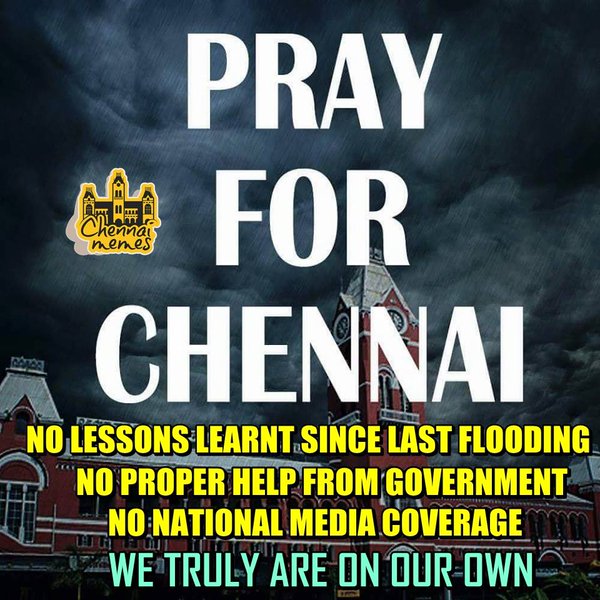 PRAY
FOR
Chennai
memes
CHENNAI
NO LESSONS LEARNT SINCE LAST FLOODING
NO PROPER HELP FROM GOVERNMENT
NO NATIONAL MEDIA COVERAGE
WE TRULY ARE ON OUR OWN